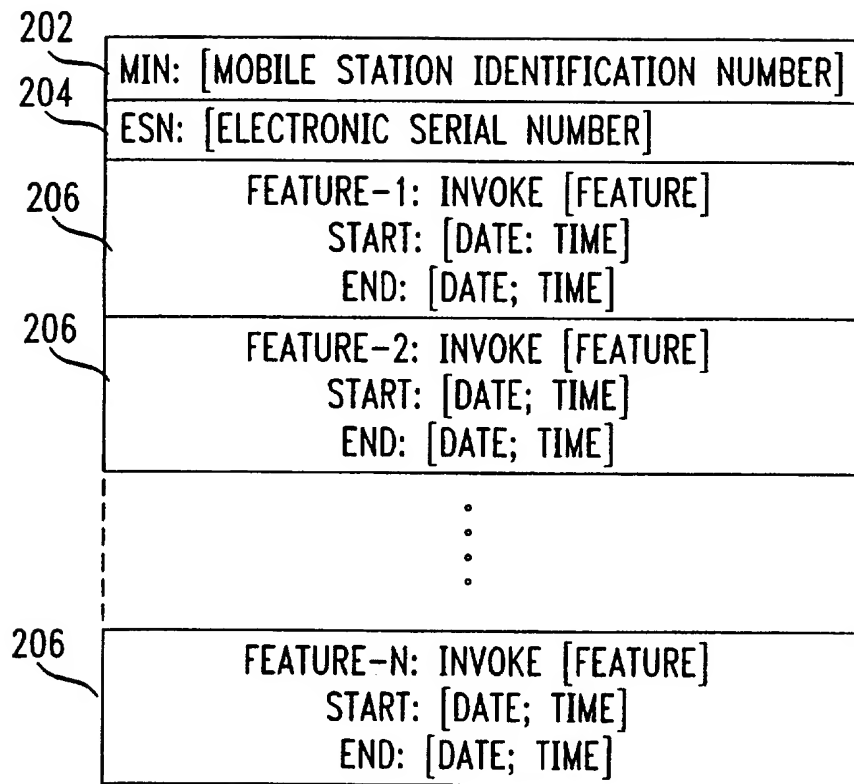 202
MIN: [MOBILE STATION IDENTIFICATION NUMBER]
204
ESN: [ELECTRONIC SERIAL NUMBER]
206
FEATURE-1: INVOKE [FEATURE]
START: [DATE: TIME]
END: [DATE; TIME]
206
FEATURE-2: INVOKE [FEATURE]
START: [DATE; TIME]
END: [DATE; TIME]
206
FEATURE-N: INVOKE [FEATURE]
START: [DATE; TIME]
END: [DATE; TIME]